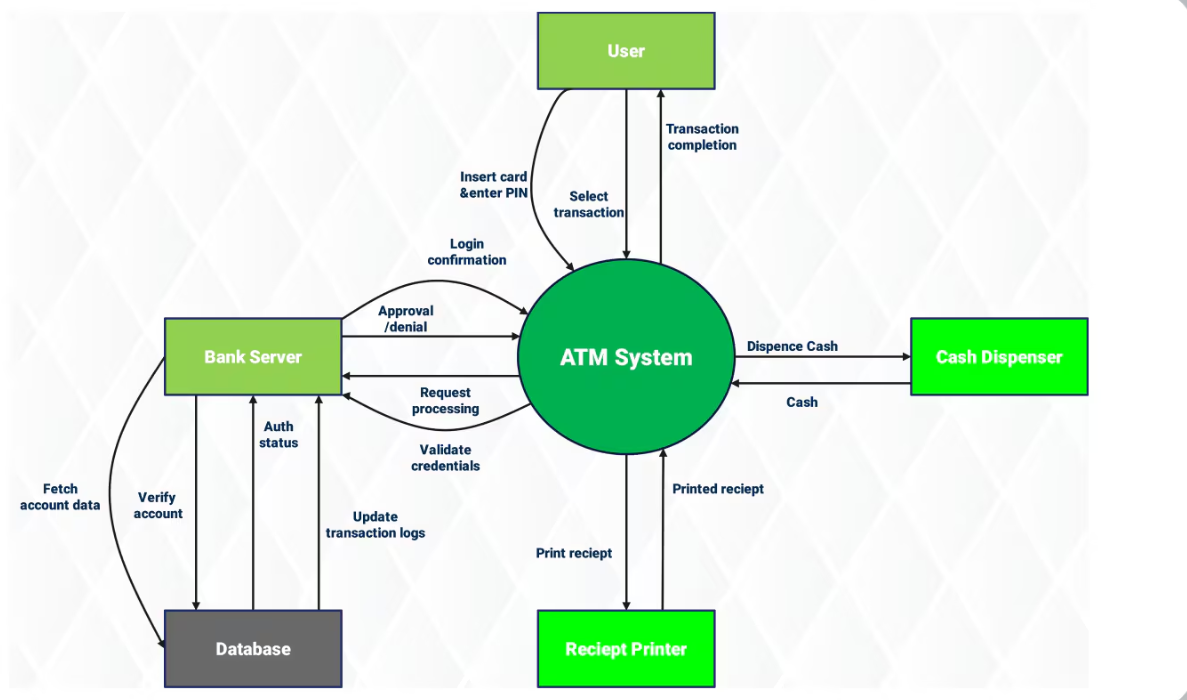 User
Transaction
completion
Insert card
&enter PIN
Select
transaction
Login
confirmation
Approval
/denial
Bank Server
ATM System
Dispence Cash
Cash Dispenser
Request
processing
Cash
Auth
status
Validate
credentials
Fetch
account data
Verify
account
Printed reciept
Update
transaction logs
Print reciept
Database
Reciept Printer